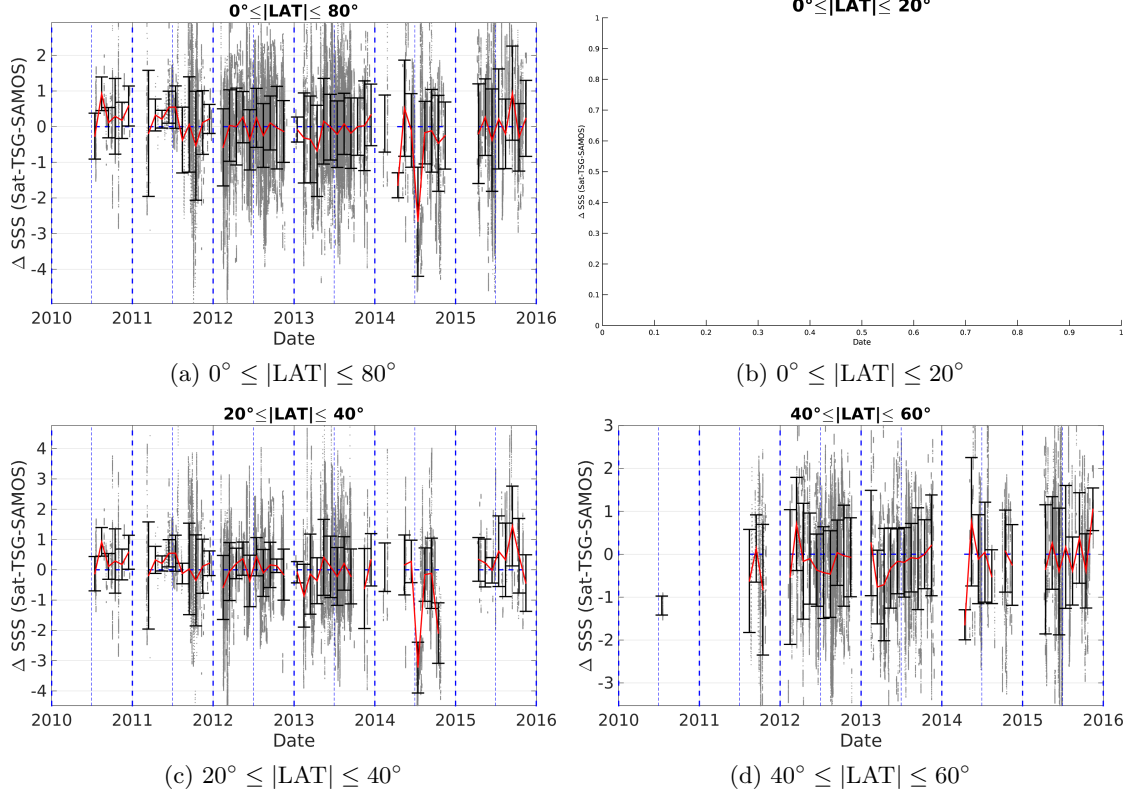 0°≤|LAT|≤ 80°
Δ SSS (Sat-TSG-SAMOS)
2
1
0
-1
-2
-3
-4
2010 2011 2012 2013 2014 2015 2016
Date
(a) 0° ≤ |LAT| ≤ 80°
0°≤|LAT|≤ 20°
Δ SSS (Sat-TSG-SAMOS)
1
0.9
0.8
0.7
0.6
0.5
0.4
0.3
0.2
0.1
0
0 0.1 0.2 0.3 0.4 0.5 0.6 0.7 0.8 0.9 1
Date
(b) 0° ≤ |LAT| ≤ 20°
20°≤|LAT|≤ 40°
Δ SSS (Sat-TSG-SAMOS)
4
3
2
1
0
-1
-2
-3
-4
2010 2011 2012 2013 2014 2015 2016
Date
(c) 20° ≤ |LAT| ≤ 40°
40°≤|LAT|≤ 60°
Δ SSS (Sat-TSG-SAMOS)
3
2
1
0
-1
-2
-3
2010 2011 2012 2013 2014 2015 2016
Date
(d) 40° ≤ |LAT| ≤ 60°